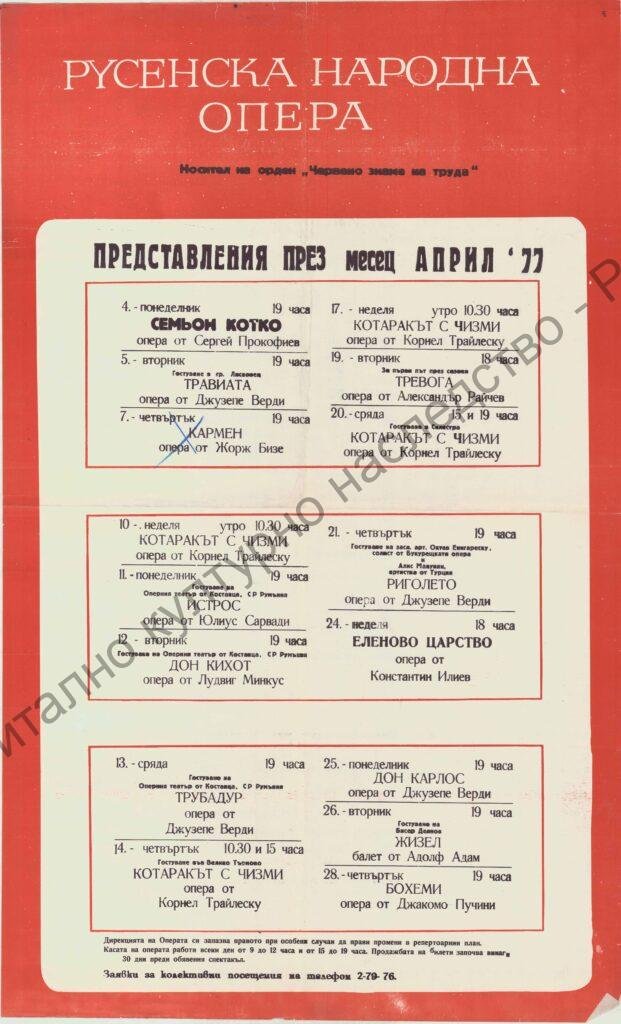 РУСЕНСКА НАРОДНА
ОПЕРА
Носител на орден „Червено знаме на труда“
ПРЕДСТАВЛЕНИЯ ПРЕЗ месец АПРИЛ '77
4. - понеделник 19 часа
СЕМЬОН КОТКО
опера от Сергей Прокофиев
5. - вторник 19 часа
Гостуване в гр. Лясковец
ТРАВИАТА
опера от Джузепе Верди
7. - четвъртък 19 часа
КАРМЕН
опера от Жорж Бизе
17. - неделя утро 10.30 часа
КОТАРАКЪТ С ЧИЗМИ
опера от Корнел Трайлеску
19. - вторник 18 часа
За първи път през сезона
ТРЕВОГА
опера от Александър Райчев
20. - сряда 15 и 19 часа
Гостуване в Силистра
КОТАРАКЪТ С ЧИЗМИ
опера от Корнел Трайлеску
10 -. неделя утро 10.30 часа
КОТАРАКЪТ С ЧИЗМИ
опера от Корнел Трайлеску
11. - понеделник 19 часа
Гостуване на
Оперния театър от Констанца, СР Румъния
ИСТРОС
опера от Юлиус Сарвади
12 - вторник 19 часа
Гостуване на Оперния театър от Констанца, СР Румъния
ДОН КИХОТ
опера от Лудвиг Минкус
21. - четвъртък 19 часа
Гостуване на засл. арт. Октав Енигареску,
солист от Букурещката опера
и
Алис Манукян,
артистка от Турция
РИГОЛЕТО
опера от Джузепе Верди
24. - неделя 18 часа
ЕЛЕНОВО ЦАРСТВО
опера от
Константин Илиев
13. - сряда 19 часа
Гостуване на
Оперния театър от Констанца, СР Румъния
ТРУБАДУР
опера от
Джузепе Верди
14. - четвъртък 10.30 и 15 часа
Гостуване във Велико Търново
КОТАРАКЪТ С ЧИЗМИ
опера от
Корнел Трайлеску
25. - понеделник 19 часа
ДОН КАРЛОС
опера от Джузепе Верди
26. - вторник 19 часа
Гостуване на
Бисер Деянов
ЖИЗЕЛ
балет от Адолф Адам
28. - четвъртък 19 часа
БОХЕМИ
опера от Джакомо Пучини
Дирекцията на Операта си запазва правото при особени случаи да прави промени в репертоарния план.
Касата на операта работи всеки ден от 9 до 12 часа и от 15 до 19 часа. Продажбата на билети започва винаги
30 дни преди обявения спектакъл.
Заявки за колективни посещения на телефон 2-79-76.
итално културно наследство - Р